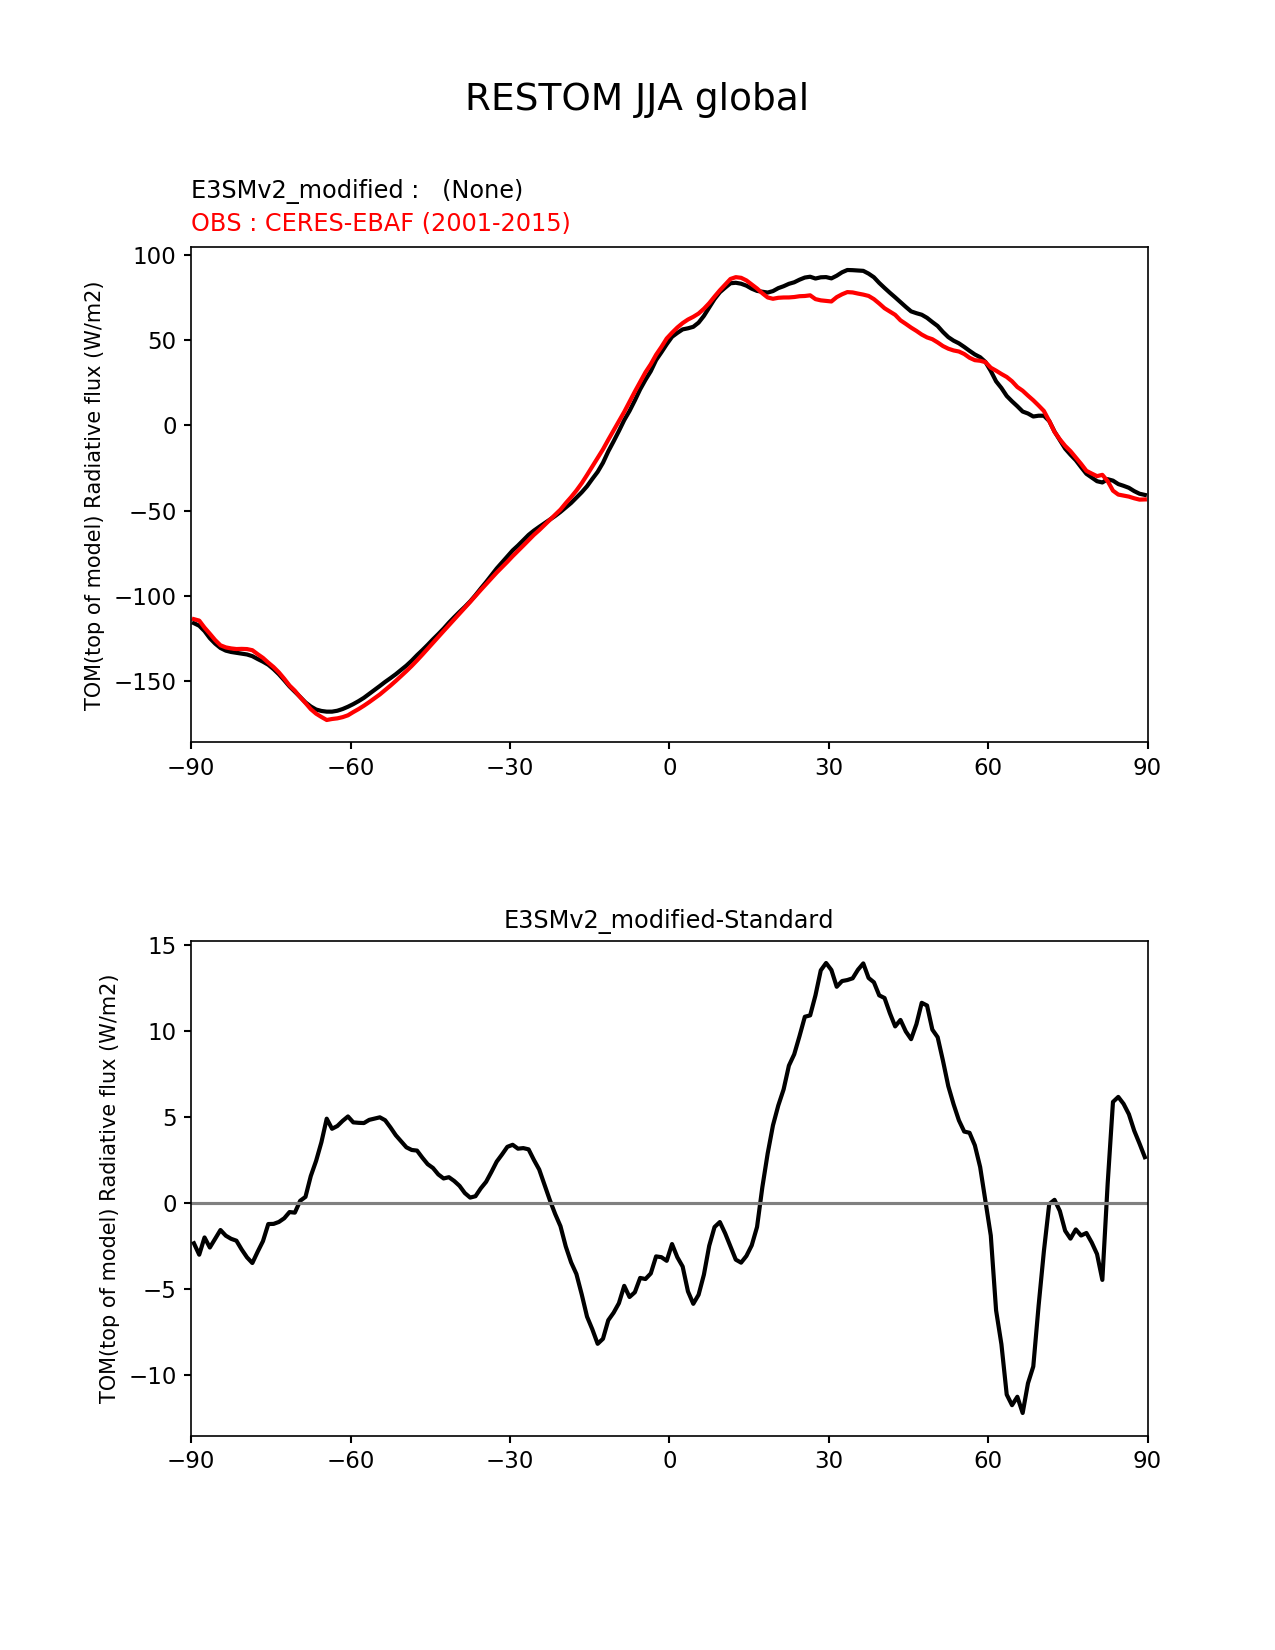 RESTOM JJA global
E3SMv2_modified :   (None)
OBS : CERES-EBAF (2001-2015)
TOM(top of model) Radiative flux (W/m2)
100
50
0
−50
−100
−150
−90 −60 −30 0 30 60 90
E3SMv2_modified-Standard
TOM(top of model) Radiative flux (W/m2)
15
10
5
0
−5
−10
−90 −60 −30 0 30 60 90